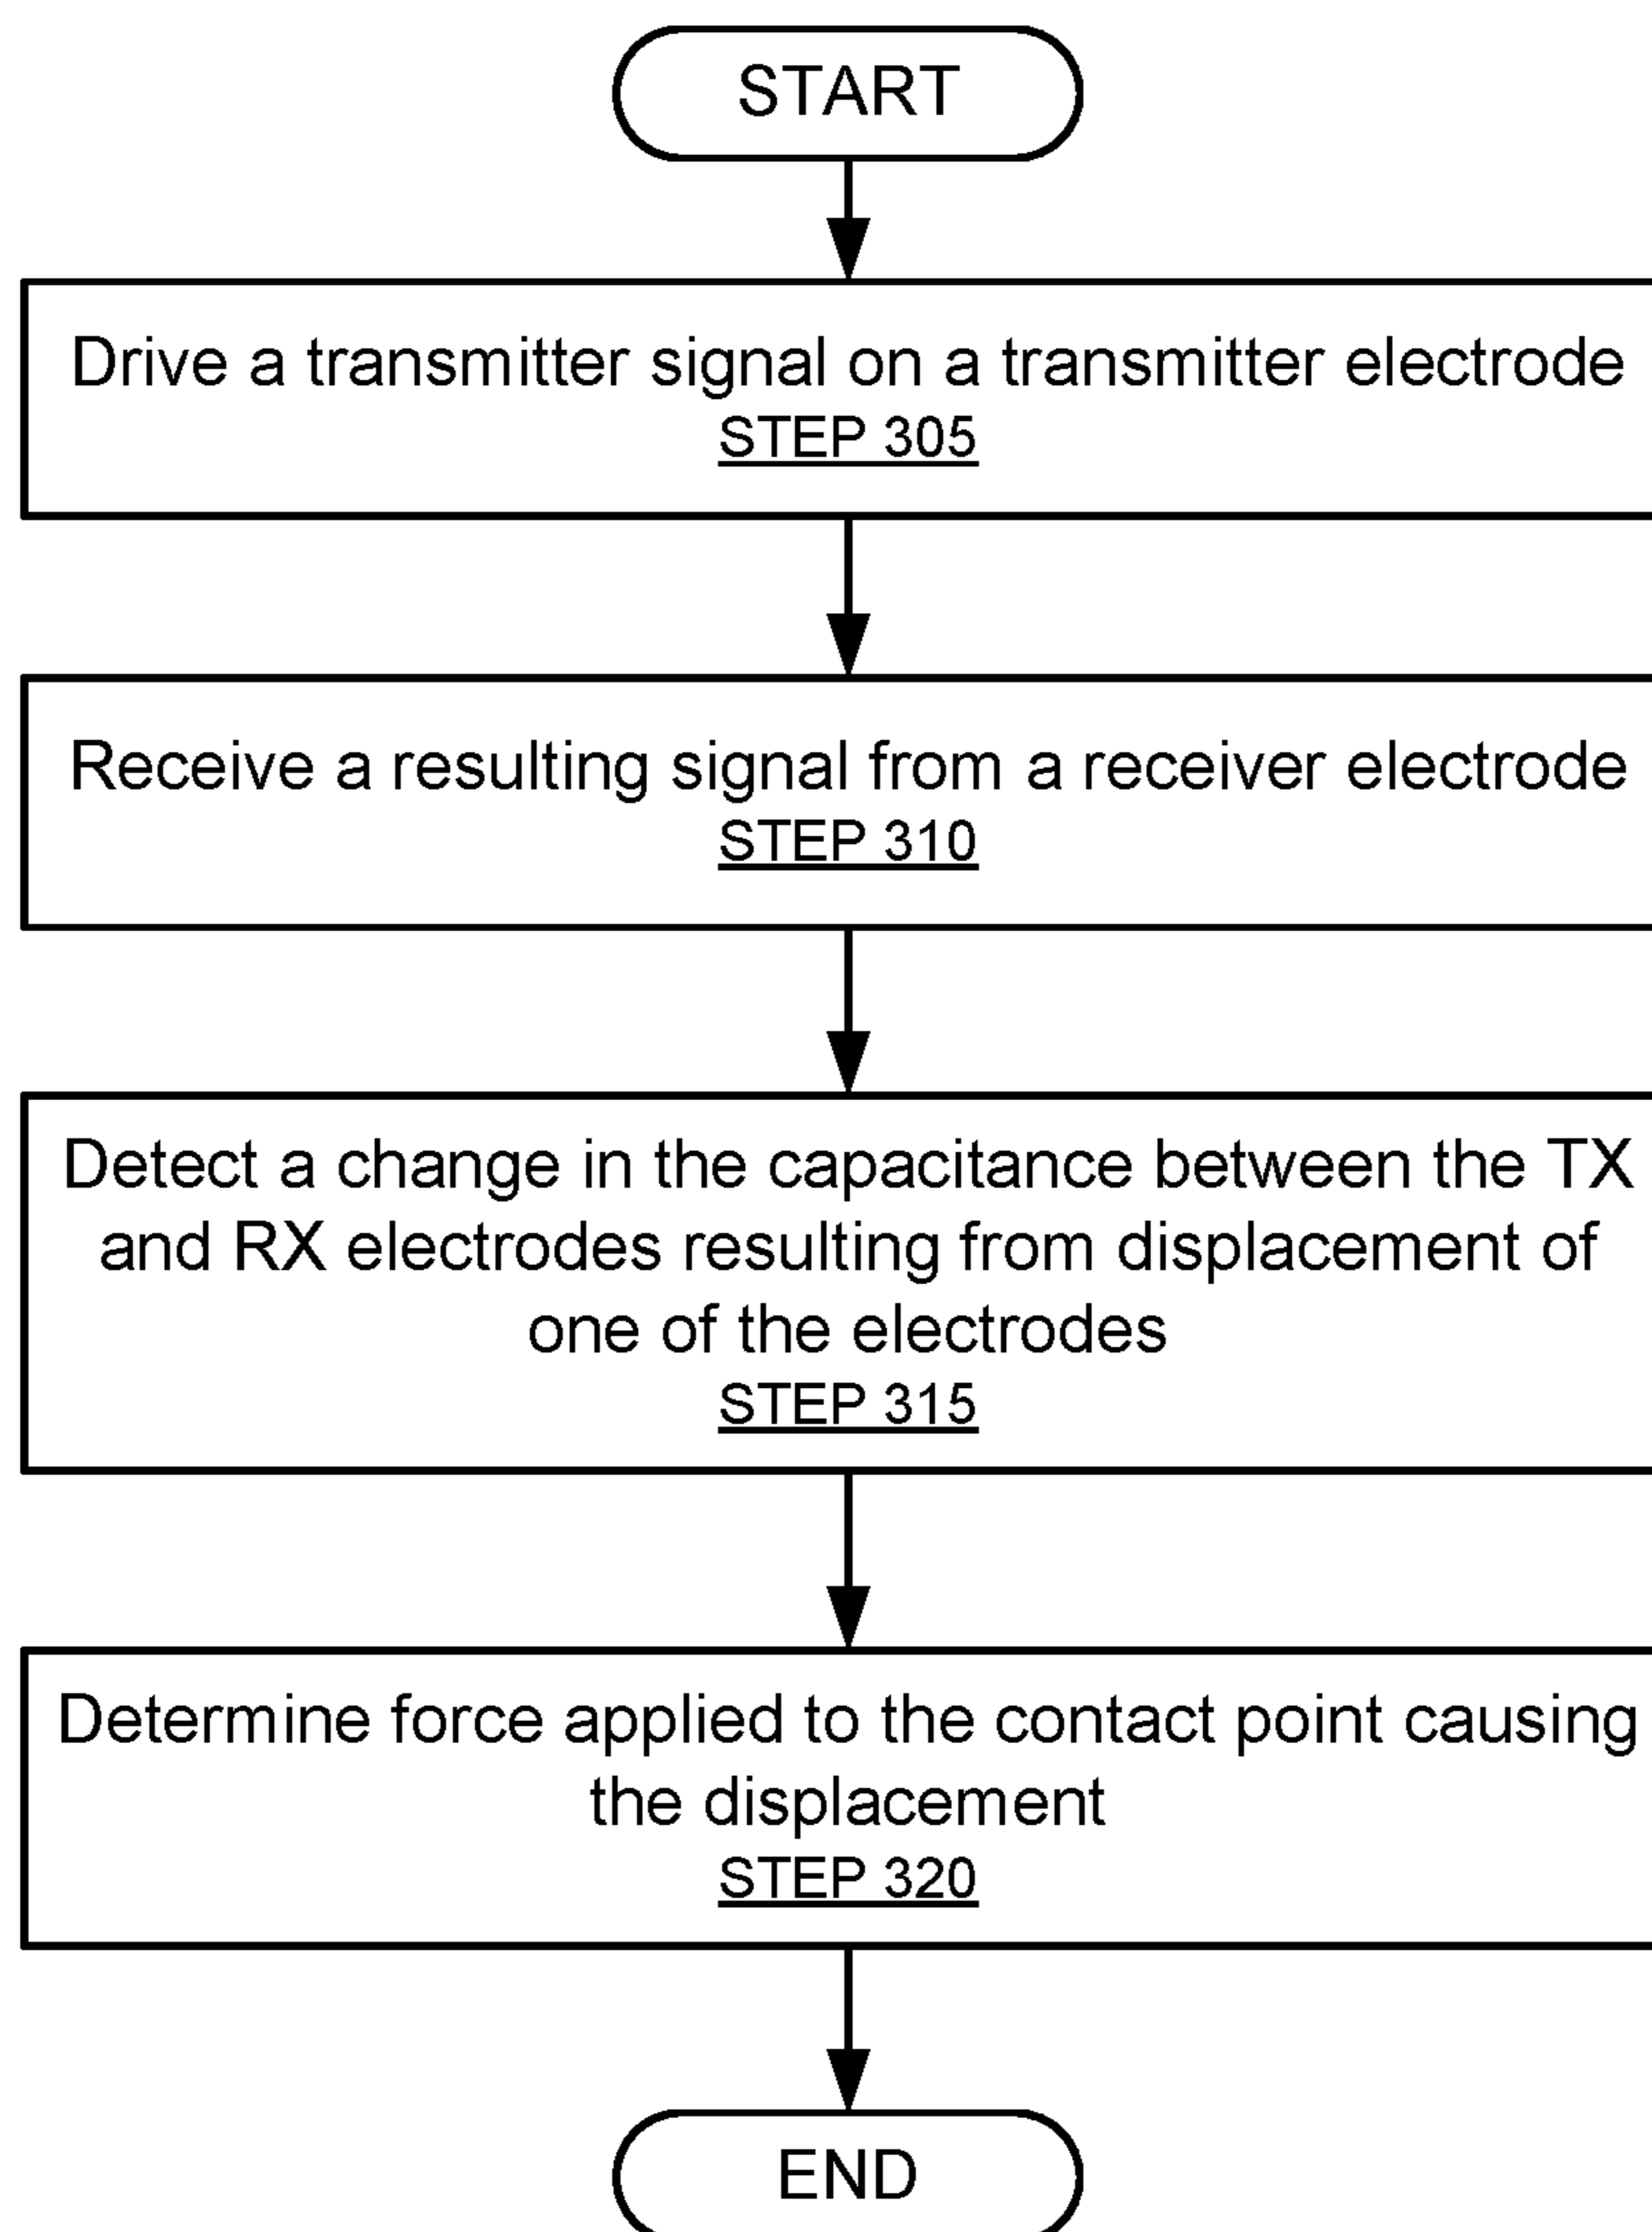 START
Drive a transmitter signal on a transmitter electrode
STEP 305
Receive a resulting signal from a receiver electrode
STEP 310
Detect a change in the capacitance between the TX
and RX electrodes resulting from displacement of
one of the electrodes
STEP 315
Determine force applied to the contact point causing
the displacement
STEP 320
END